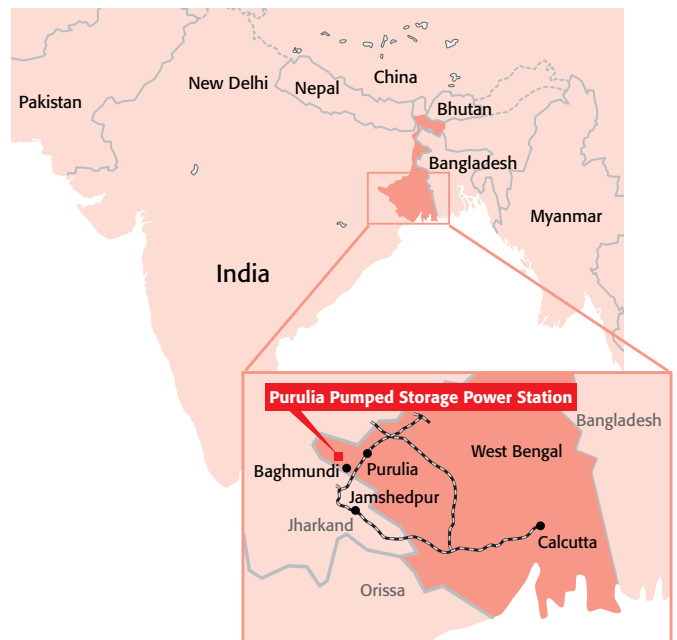 China
New Delhi
Nepal
Pakistan
Bhutan
Bangladesh
Myanmar
India
Purulia Pumped Storage Power Station
Bangladesh
West Bengal
Purulia
Baghmundi
Jamshedpur
Jharkand
Calcutta
Orissa